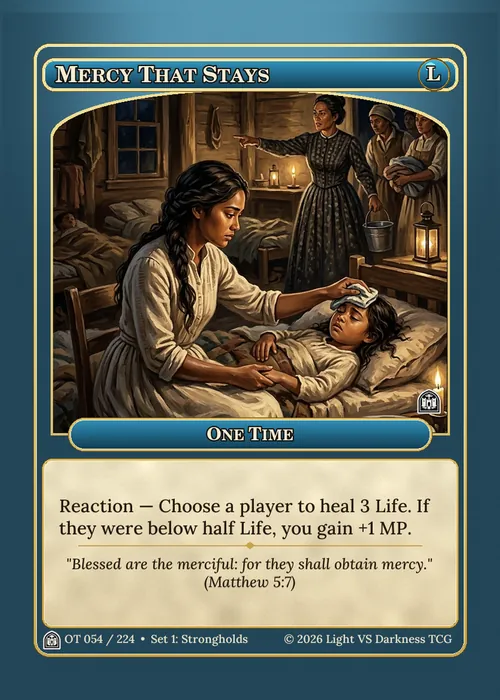 Mercy That Stays
L
One Time
Reaction — Choose a player to heal 3 Life. If
they were below half Life, you gain +1 MP.
"Blessed are the merciful: for they shall obtain mercy."
(Matthew 5:7)
OT 054 / 224 • Set 1: Strongholds
© 2026 Light VS Darkness TCG